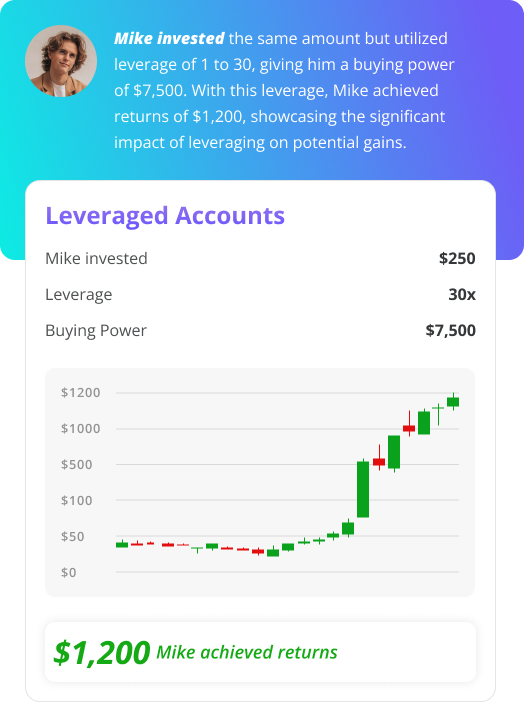 Mike invested the same amount but utilized
leverage of 1 to 30, giving him a buying power
of $7,500. With this leverage, Mike achieved
returns of $1,200, showcasing the significant
impact of leveraging on potential gains.
Leveraged Accounts
Mike invested $250
Leverage 30x
Buying Power $7,500
$1200
$1000
$500
$100
$50
$0
$1,200 Mike achieved returns